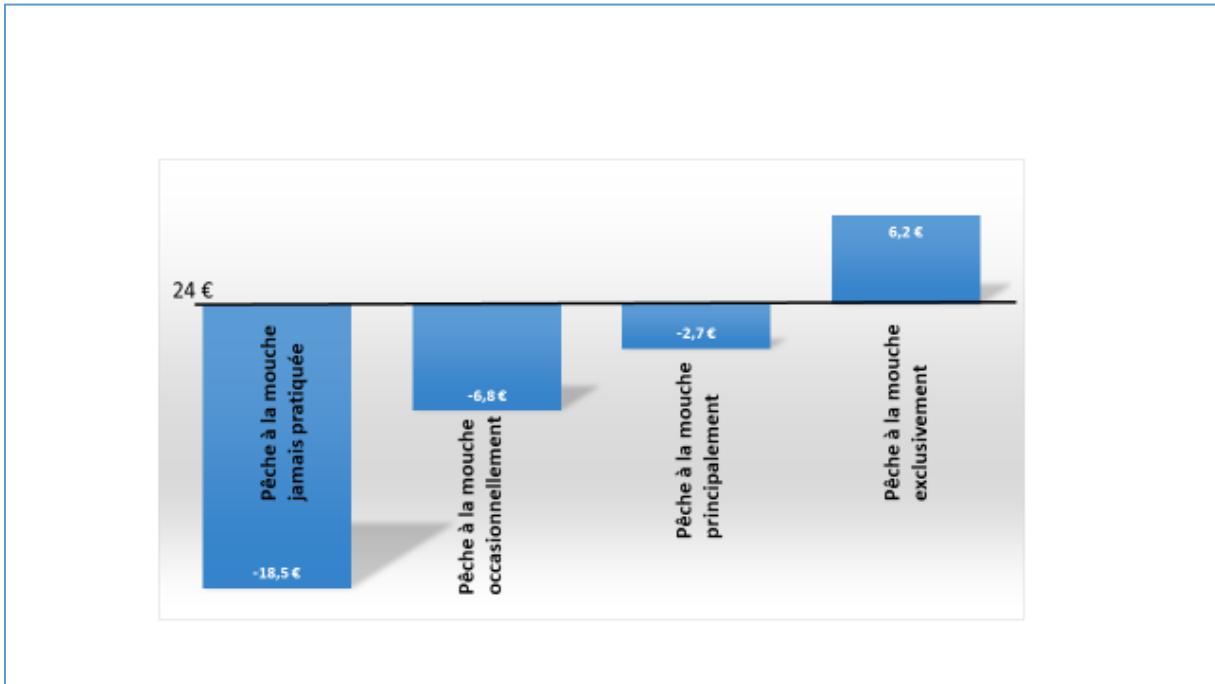 6,2 €
24 €
-2,7 €
-6,8 €
-18,5 €
Pêche à la mouche
jamais pratiquée
Pêche à la mouche
occasionnellement
Pêche à la mouche
principalement
Pêche à la mouche
exclusivement